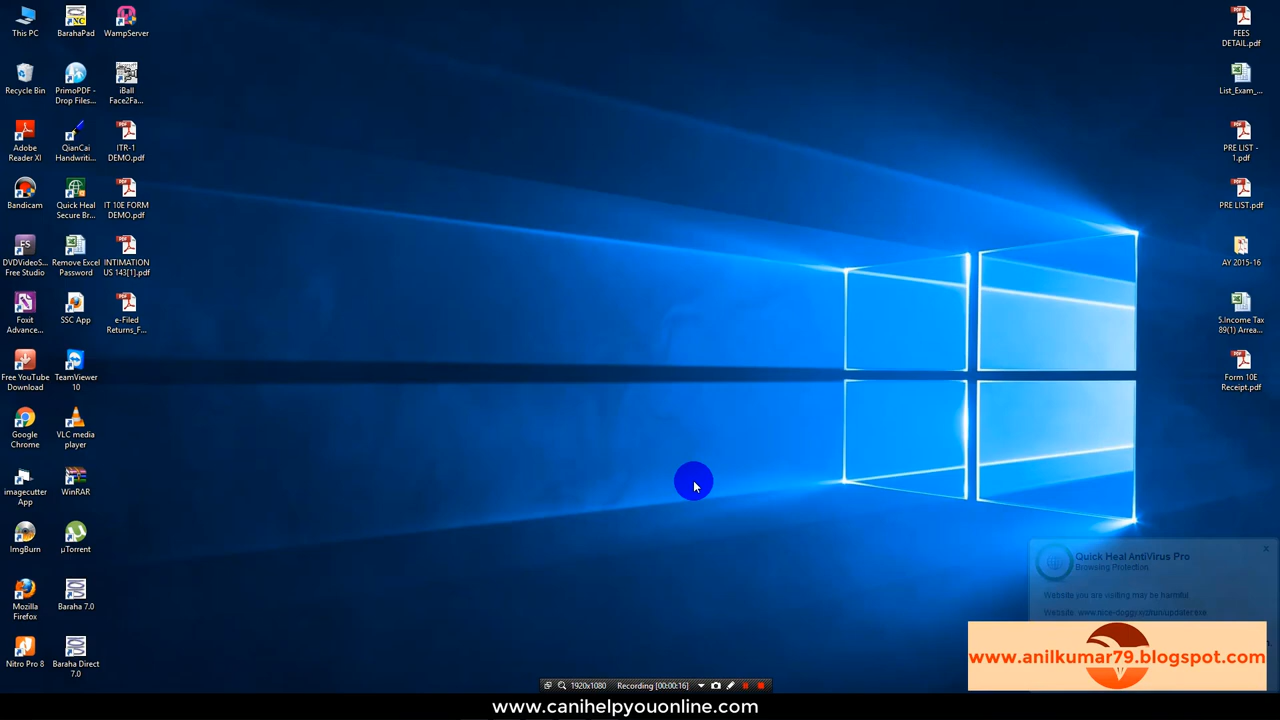 This PC
BarahaPad
WampServer
Recycle Bin
PrimoPDF -
Drop Files...
iBall
Face2Fa...
Adobe
Reader XI
QianCai
Handwriti...
ITR-1
DEMO.pdf
Bandicam
Quick Heal
Secure Br...
IT 10E FORM
DEMO.pdf
DVDVideoS...
Free Studio
Remove Excel
Password
INTIMATION
US 143[1].pdf
Foxit
Advance...
SSC App
e-Filed
Returns_F...
Free YouTube
Download
TeamViewer
10
Google
Chrome
VLC media
player
imagecutter
App
WinRAR
ImgBurn
µTorrent
Mozilla
Firefox
Baraha 7.0
Nitro Pro 8
Baraha Direct
7.0
FEES
DETAIL.pdf
List_Exam_...
PRE LIST -
1.pdf
PRE LIST.pdf
AY 2015-16
5.Income Tax
89(1) Arrea...
Form 10E
Receipt.pdf
Quick Heal AntiVirus Pro
Browsing Protection
Website you are visiting may be harmful.
www.anilkumar79.blogspot.com
1920x1080
Recording [00:00:16]
www.canihelpyouonline.com